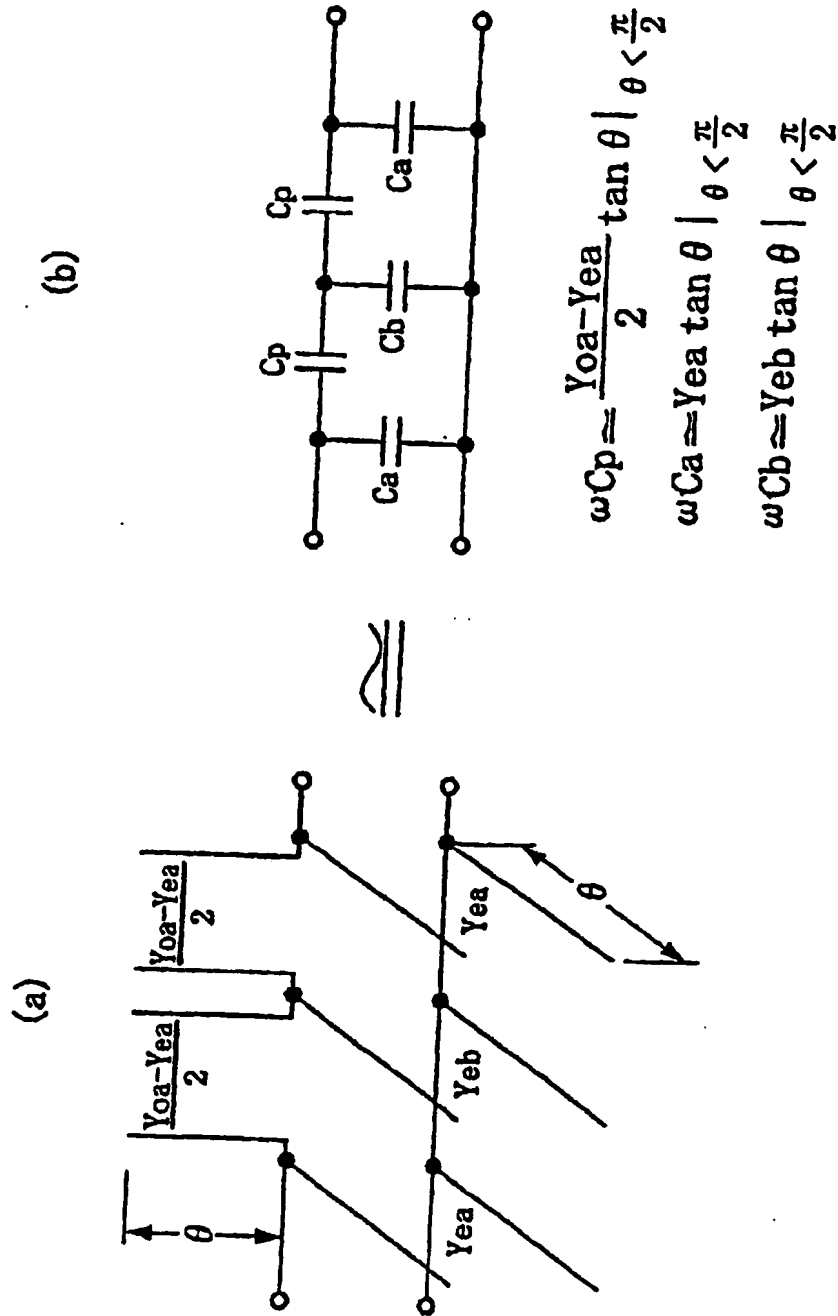 (a)
θ
Yoa-Yea
2
Yoa-Yea
2
Yea
Yeb
Yea
θ
≅
(b)
Cp
Cp
Ca
Cb
Ca
ωCp≃Yoa-Yea/2 tan θ | θ < π/2
ωCa≃Yea tan θ | θ < π/2
ωCb≃Yeb tan θ | θ < π/2